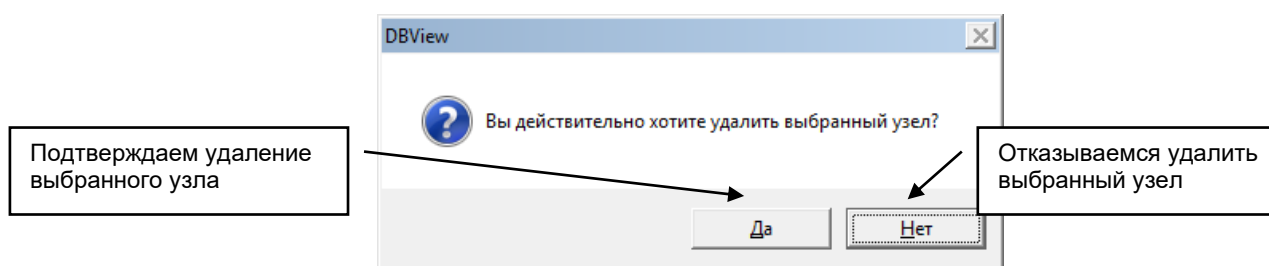 DBView
Вы действительно хотите удалить выбранный узел?
Подтверждаем удаление
выбранного узла
Отказываемся удалить
выбранный узел
Да
Нет